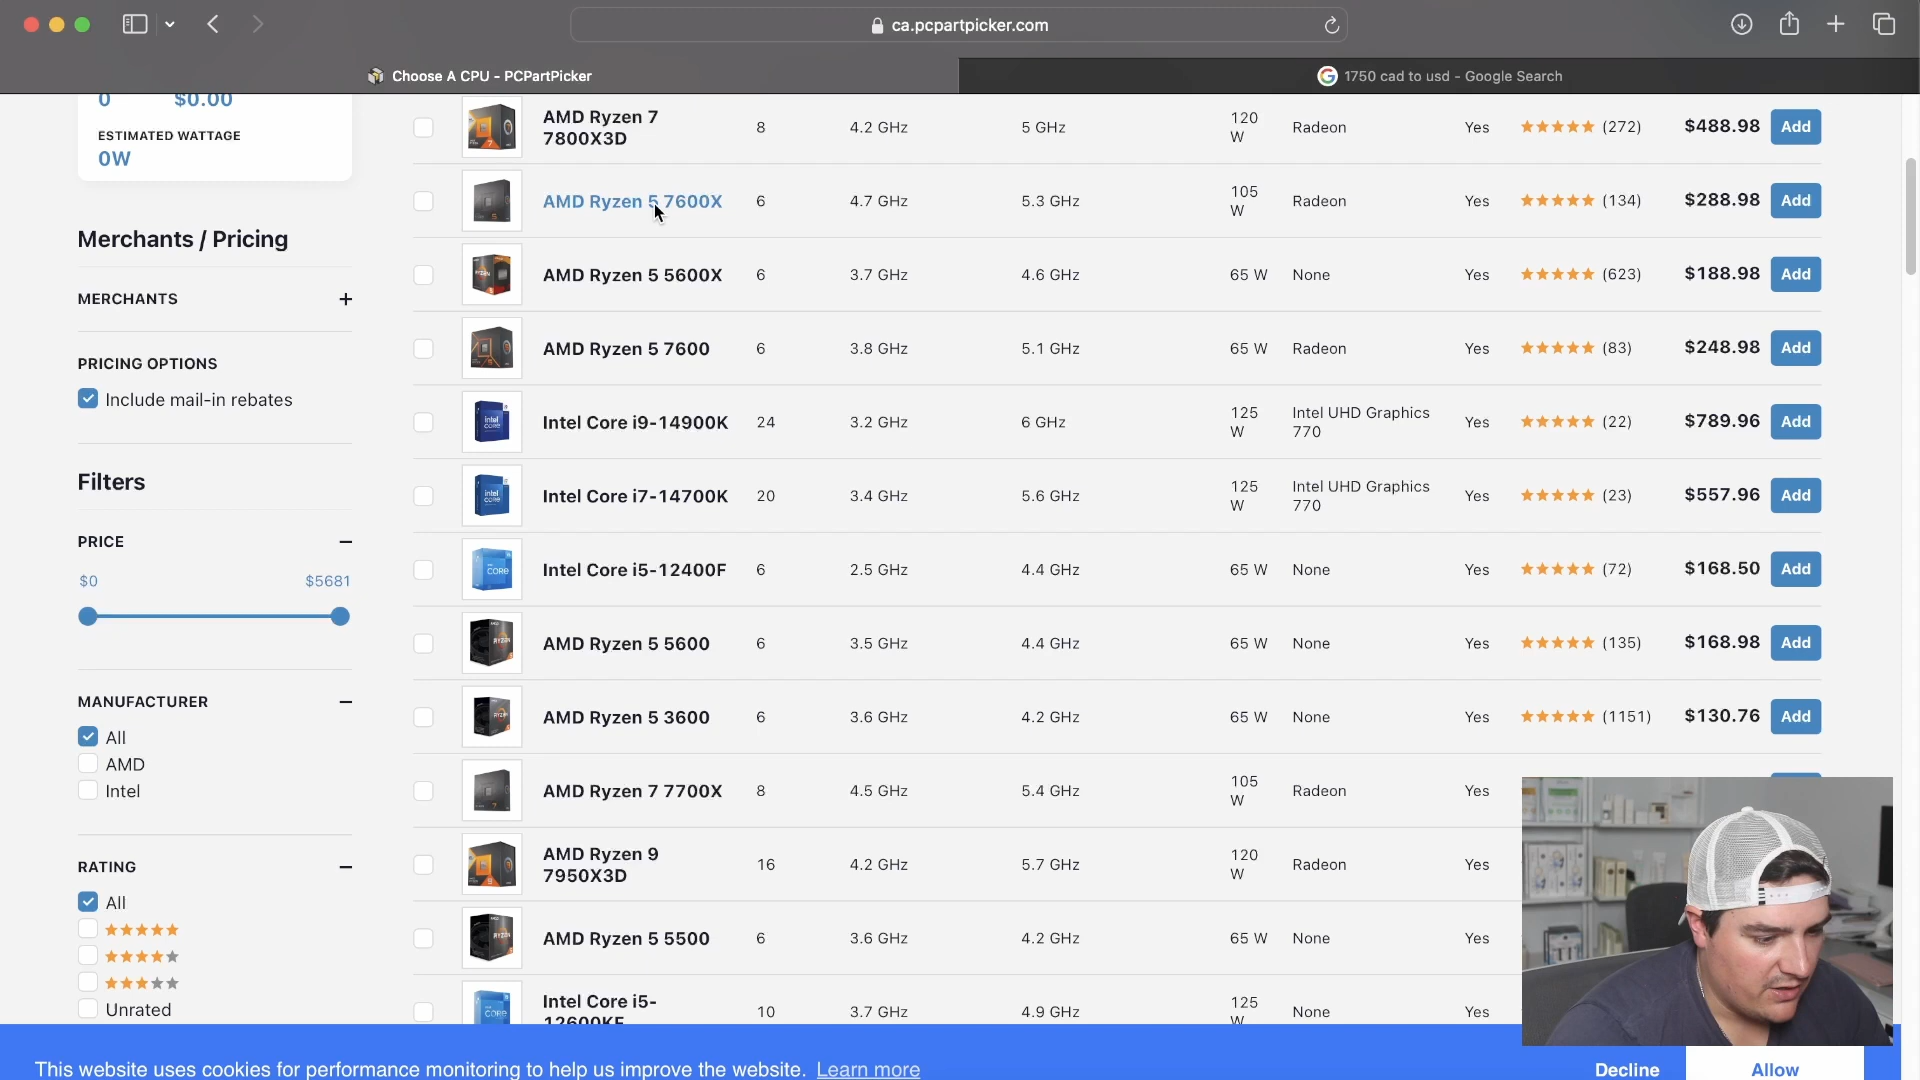 ca.pcpartpicker.com
Choose A CPU - PCPartPicker
1750 cad to usd - Google Search
0 $0.00
ESTIMATED WATTAGE
0W
Merchants / Pricing
MERCHANTS +
PRICING OPTIONS
Include mail-in rebates
Filters
PRICE
$0 $5681
MANUFACTURER
All
AMD
Intel
RATING
All
Unrated
AMD Ryzen 7
7800X3D
8 4.2 GHz 5 GHz 120
W
Radeon Yes (272) $488.98 Add
AMD Ryzen 5 7600X 6 4.7 GHz 5.3 GHz 105
W
Radeon Yes (134) $288.98 Add
AMD Ryzen 5 5600X 6 3.7 GHz 4.6 GHz 65 W None Yes (623) $188.98 Add
AMD Ryzen 5 7600 6 3.8 GHz 5.1 GHz 65 W Radeon Yes (83) $248.98 Add
Intel Core i9-14900K 24 3.2 GHz 6 GHz 125
W
Intel UHD Graphics
770
Yes (22) $789.96 Add
Intel Core i7-14700K 20 3.4 GHz 5.6 GHz 125
W
Intel UHD Graphics
770
Yes (23) $557.96 Add
Intel Core i5-12400F 6 2.5 GHz 4.4 GHz 65 W None Yes (72) $168.50 Add
AMD Ryzen 5 5600 6 3.5 GHz 4.4 GHz 65 W None Yes (135) $168.98 Add
AMD Ryzen 5 3600 6 3.6 GHz 4.2 GHz 65 W None Yes (1151) $130.76 Add
AMD Ryzen 7 7700X 8 4.5 GHz 5.4 GHz 105
W
Radeon Yes
AMD Ryzen 9
7950X3D
16 4.2 GHz 5.7 GHz 120
W
Radeon Yes
AMD Ryzen 5 5500 6 3.6 GHz 4.2 GHz 65 W None Yes
Intel Core i5-
12600KF
10 3.7 GHz 4.9 GHz 125
W
None Yes
This website uses cookies for performance monitoring to help us improve the website. Learn more
Decline Allow